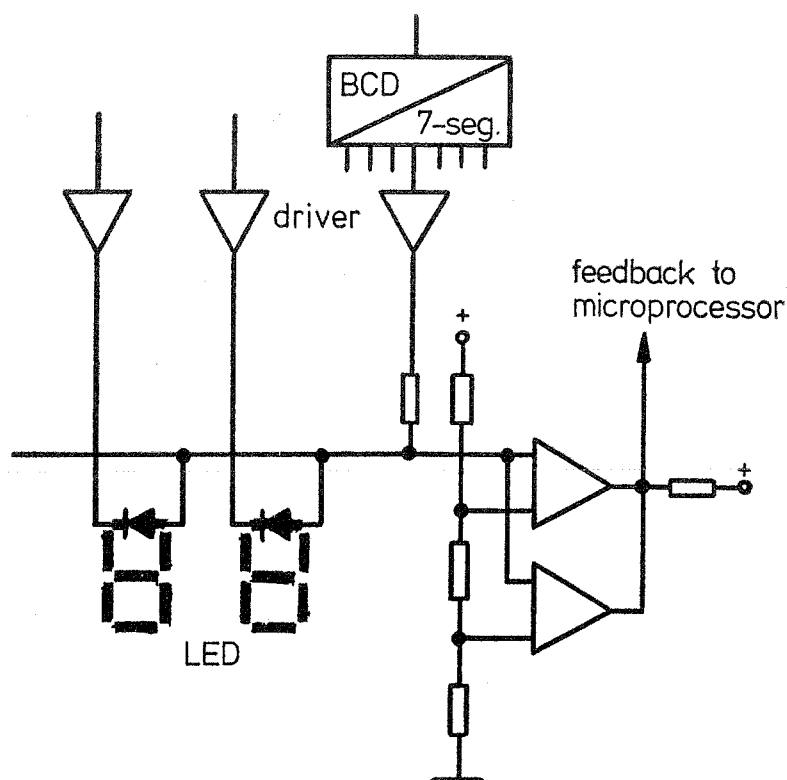 BCD
7-seg.
driver
feedback to
microprocessor
+
+
LED